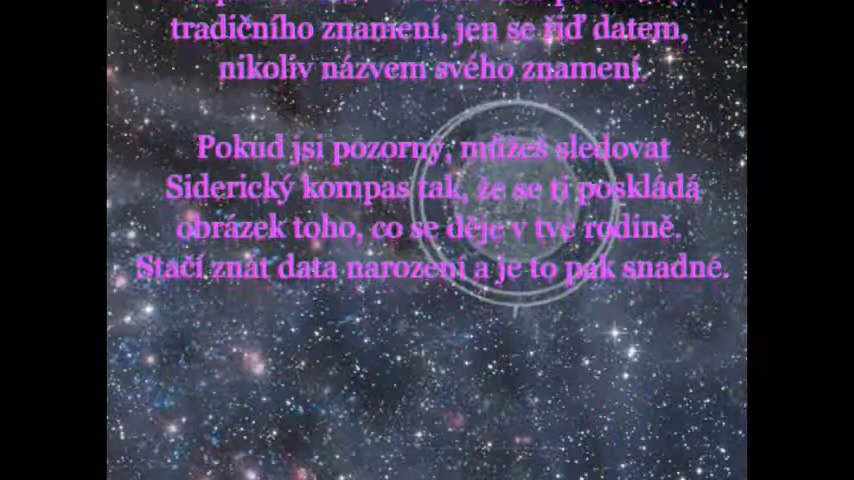 tradičního znamení, jen se řiď datem,
nikoliv názvem svého znamení.
Pokud jsi pozorný, můžeš sledovat
Siderický kompas tak, že se ti poskládá
obrázek toho, co se děje v tvé rodině.
Stačí znát data narození a je to pak snadné.